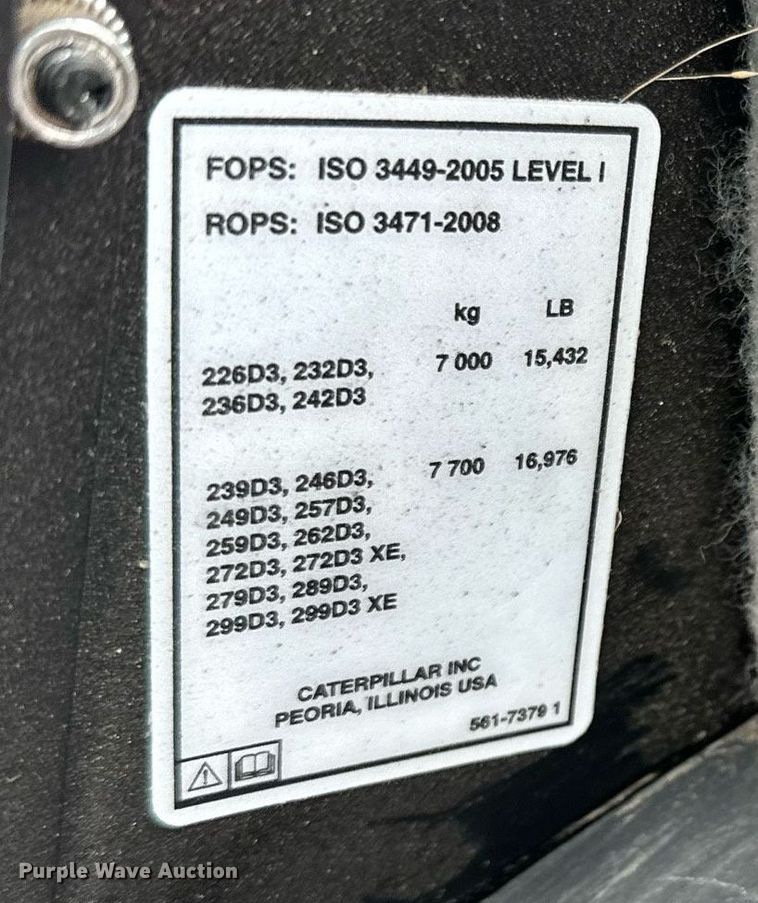 FOPS: ISO 3449-2005 LEVEL I
ROPS: ISO 3471-2008
kg LB
226D3, 232D3, 7 000 15,432
236D3, 242D3
239D3, 246D3, 7 700 16,976
249D3, 257D3,
259D3, 262D3,
272D3, 272D3 XE,
279D3, 289D3,
299D3, 299D3 XE
CATERPILLAR INC
PEORIA, ILLINOIS USA
561-7379 1
Purple Wave Auction